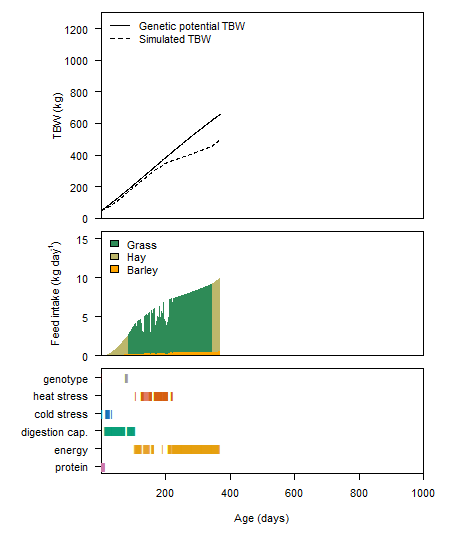 1200
1000
800
600
400
200
0
TBW (kg)
Genetic potential TBW
Simulated TBW
15
10
5
0
Feed intake (kg day⁻¹)
Grass
Hay
Barley
genotype
heat stress
cold stress
digestion cap.
energy
protein
200 400 600 800 1000
Age (days)